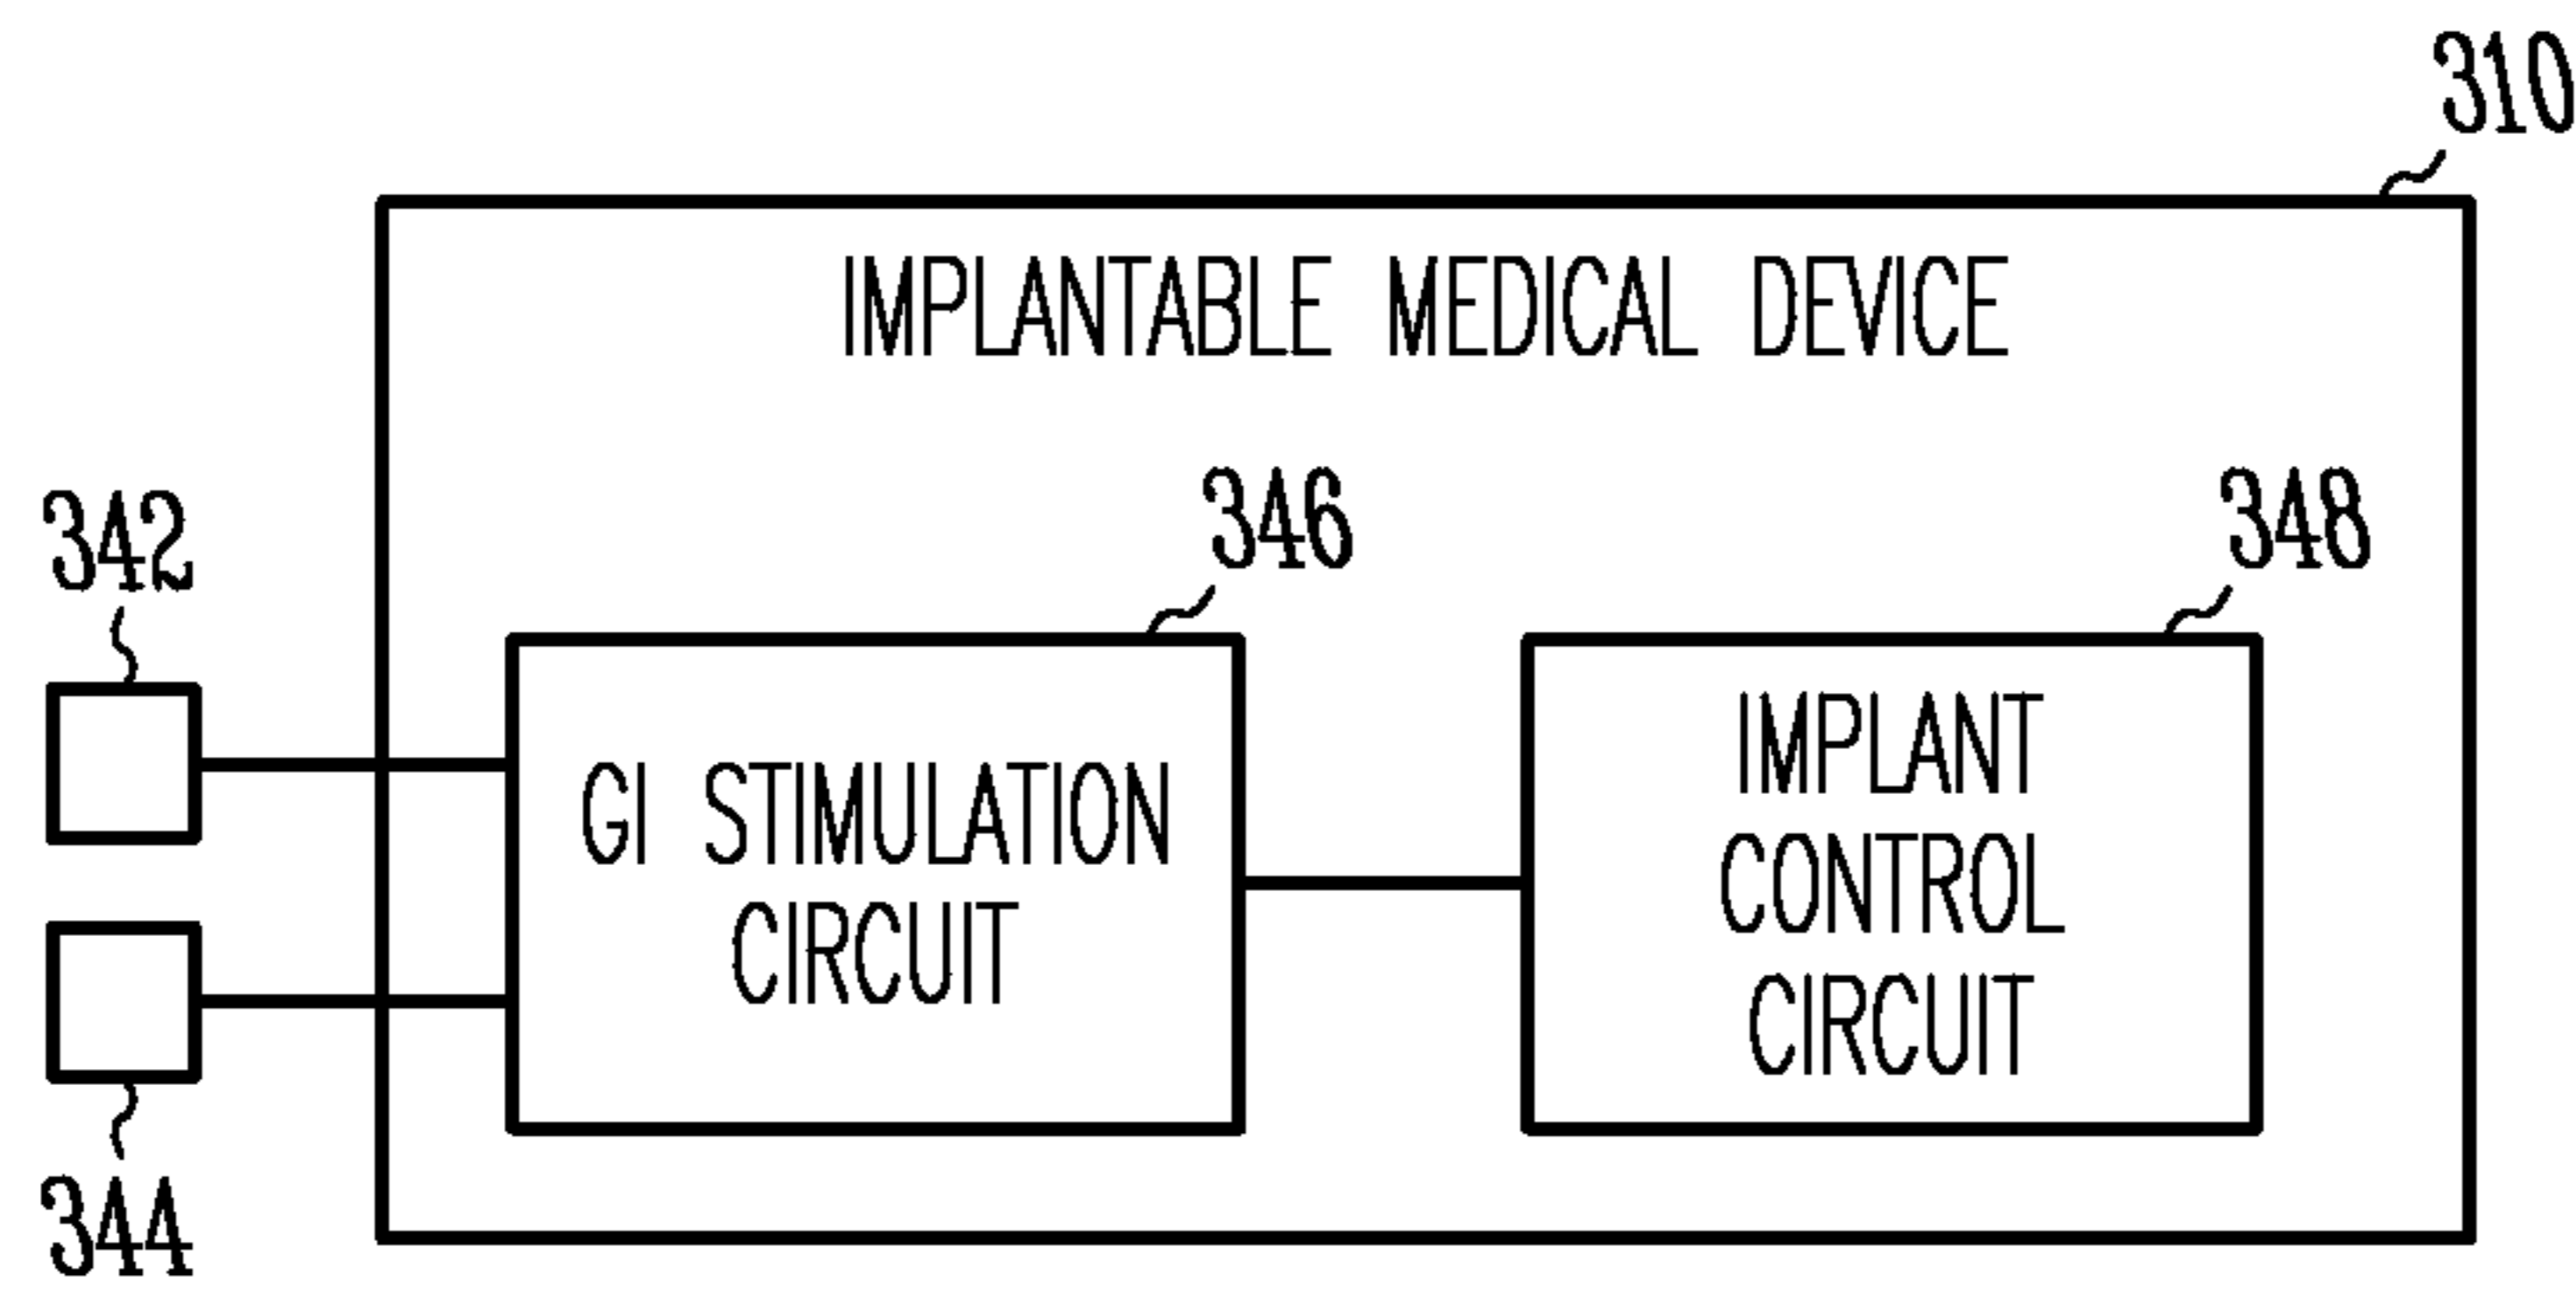 310
IMPLANTABLE MEDICAL DEVICE
342
346
348
GI STIMULATION
CIRCUIT
IMPLANT
CONTROL
CIRCUIT
344